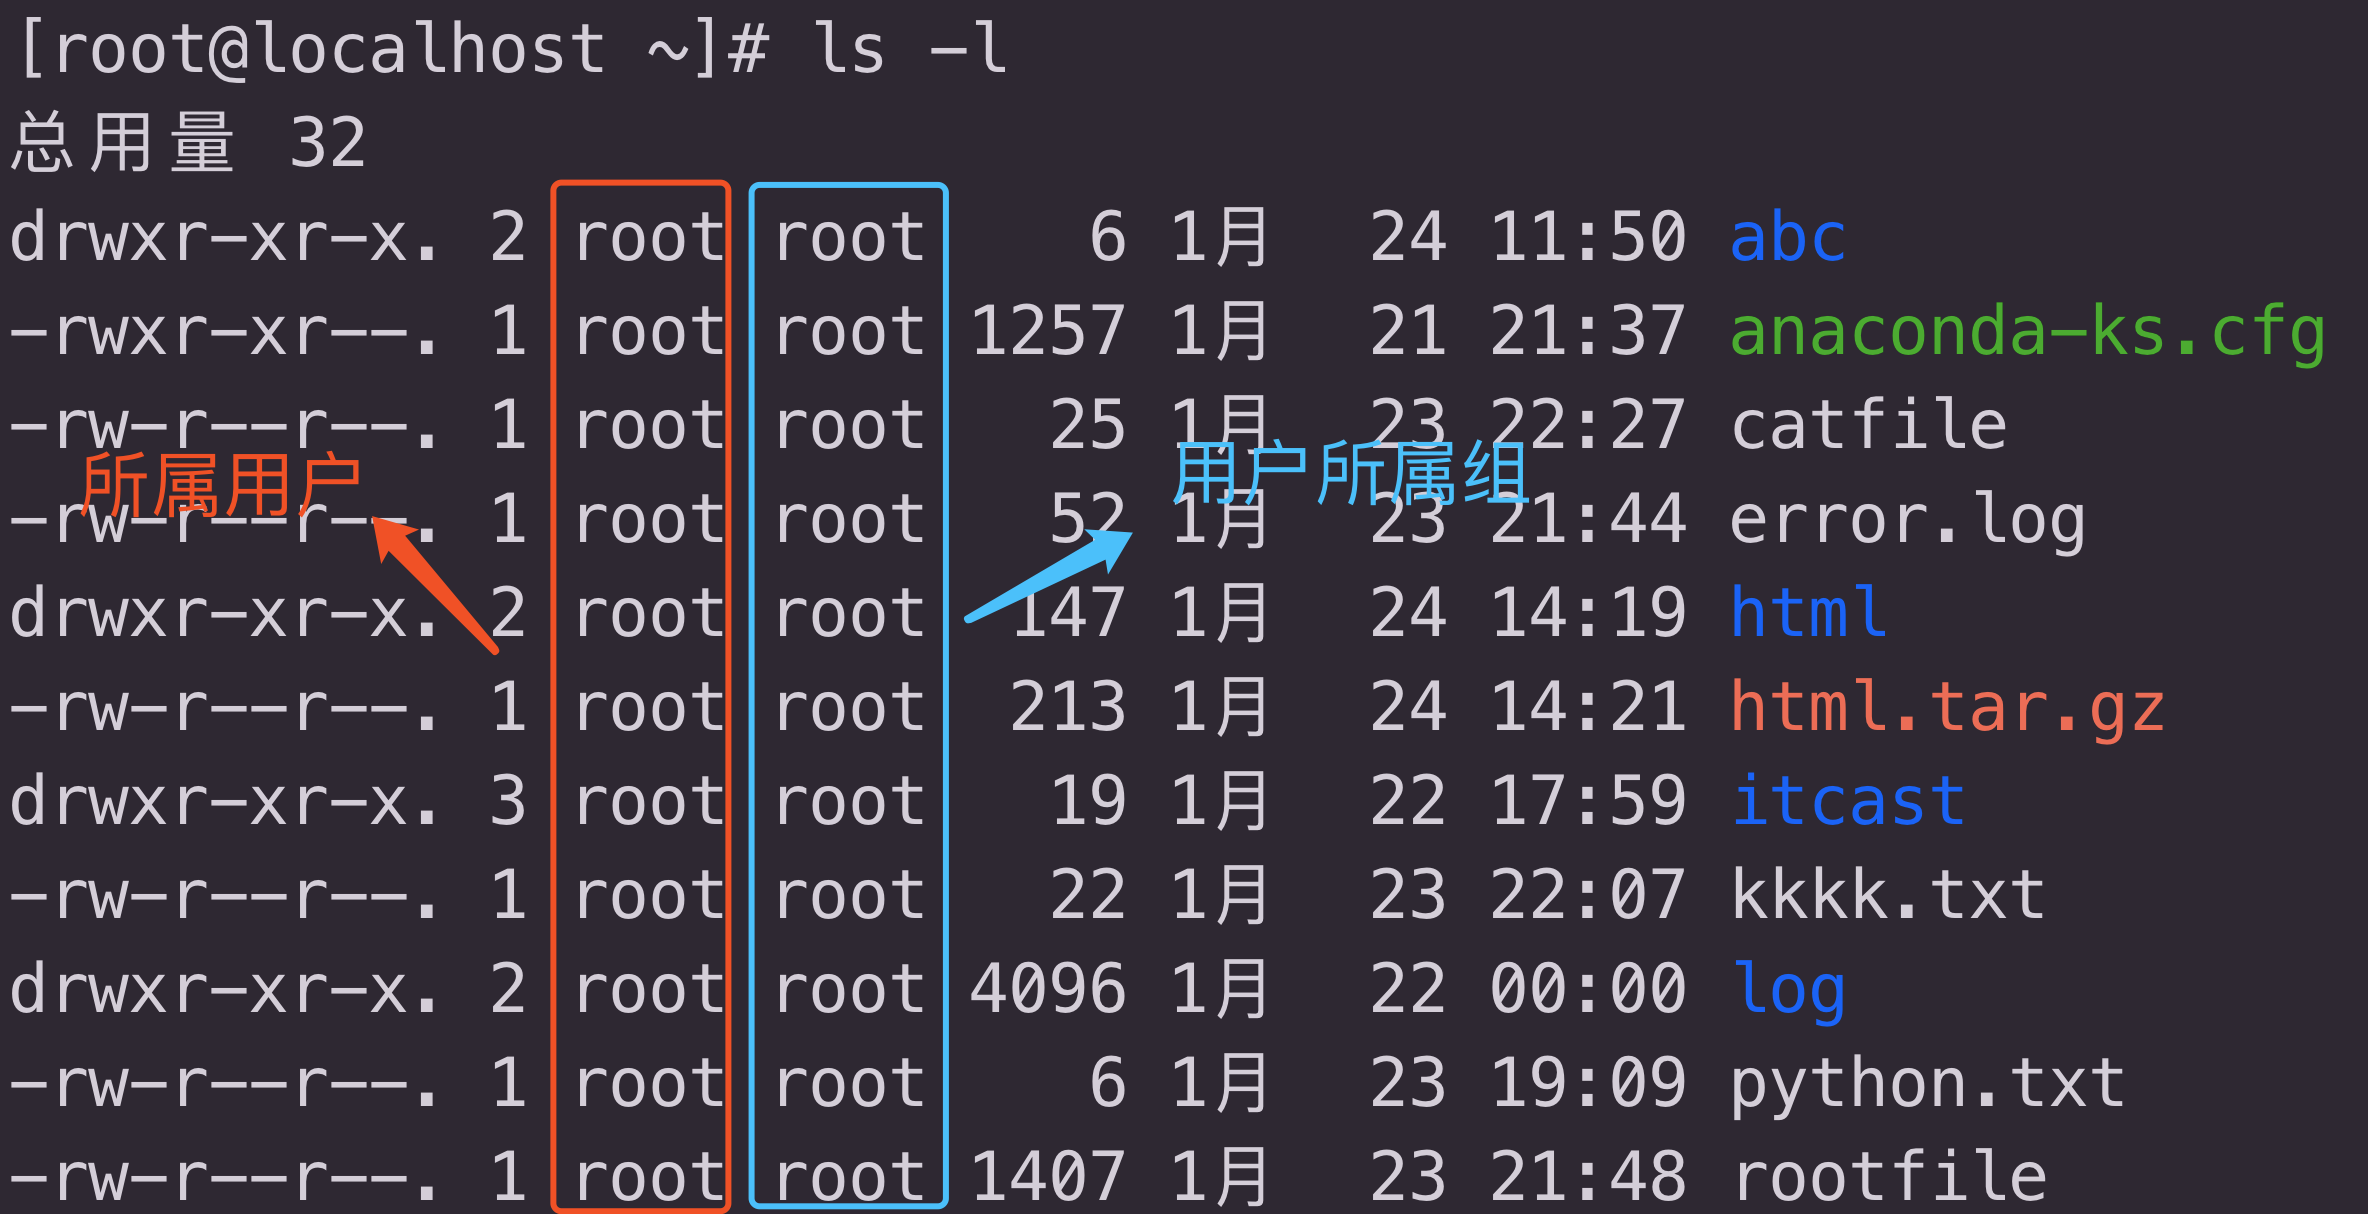 [root@localhost ~]# ls -l
总用量 32
drwxr-xr-x. 2 root root 6 1月 24 11:50 abc
-rwxr-xr--. 1 root root 1257 1月 21 21:37 anaconda-ks.cfg
-rw-r--r--. 1 root root 25 1月 23 22:27 catfile
所属用户
用户所属组
-rw-r--r--. 1 root root 52 1月 23 21:44 error.log
drwxr-xr-x. 2 root root 147 1月 24 14:19 html
-rw-r--r--. 1 root root 213 1月 24 14:21 html.tar.gz
drwxr-xr-x. 3 root root 19 1月 22 17:59 itcast
-rw-r--r--. 1 root root 22 1月 23 22:07 kkkk.txt
drwxr-xr-x. 2 root root 4096 1月 22 00:00 log
-rw-r--r--. 1 root root 6 1月 23 19:09 python.txt
-rw-r--r--. 1 root root 1407 1月 23 21:48 rootfile